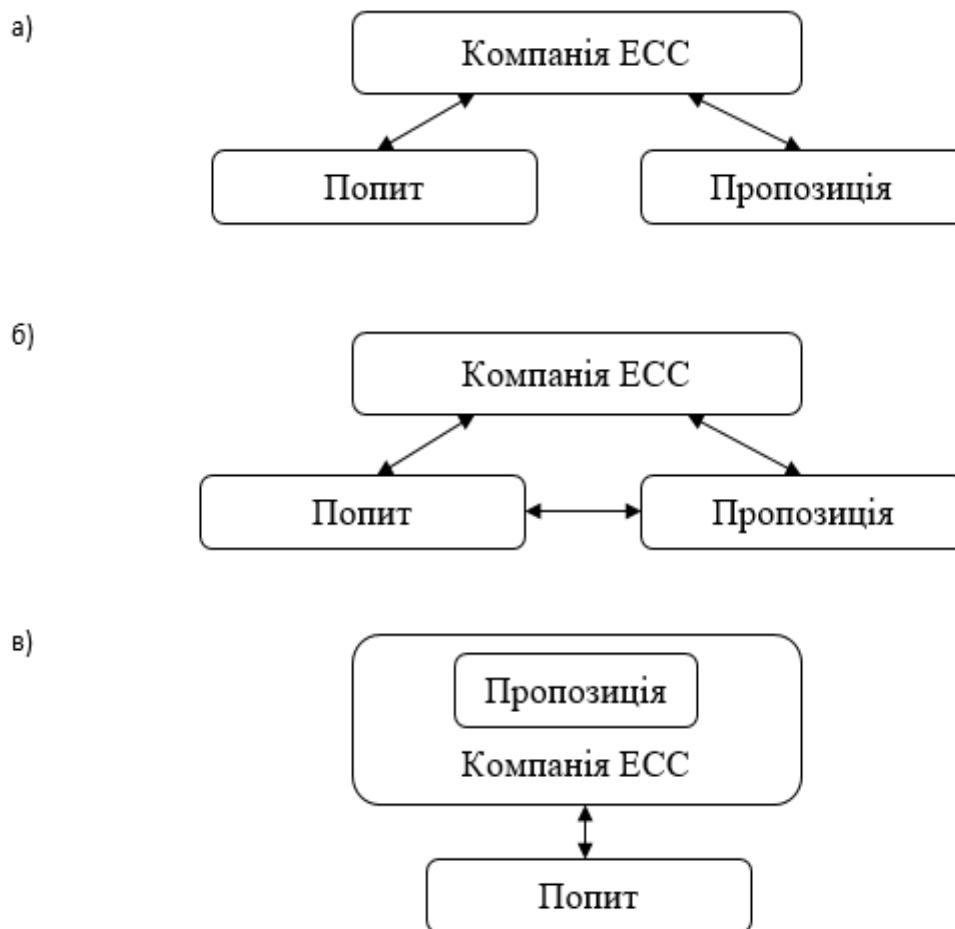 а)
Компанія ЕСС
Попит Пропозиція
б)
Компанія ЕСС
Попит Пропозиція
в)
Пропозиція
Компанія ЕСС
Попит